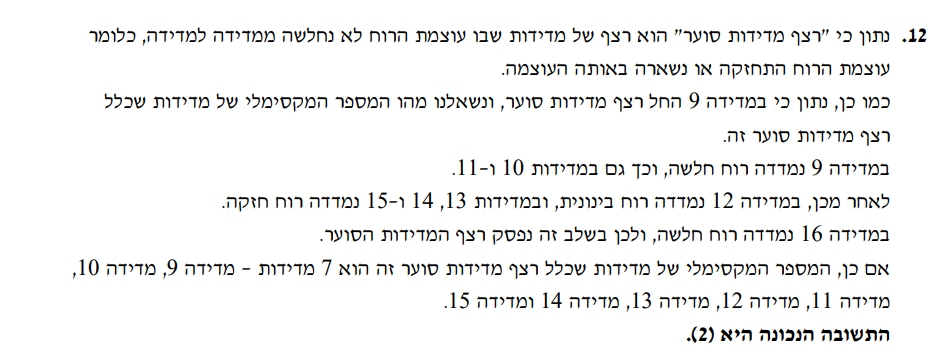 12. נתון כי "רצף מדידות סוער" הוא רצף של מדידות שבו עוצמת הרוח לא נחלשה ממדידה למדידה, כלומר
עוצמת הרוח התחזקה או נשארה באותה העוצמה.
כמו כן, נתון כי במדידה 9 החל רצף מדידות סוער, ונשאלנו מהו המספר המקסימלי של מדידות שכלל
רצף מדידות סוער זה.
במדידה 9 נמדדה רוח חלשה, וכך גם במדידות 10 ו-11.
לאחר מכן, במדידה 12 נמדדה רוח בינונית, ובמדידות 13, 14 ו-15 נמדדה רוח חזקה.
במדידה 16 נמדדה רוח חלשה, ולכן בשלב זה נפסק רצף המדידות הסוער.
אם כן, המספר המקסימלי של מדידות שכלל רצף מדידות סוער זה הוא 7 מדידות - מדידה 9, מדידה 10,
מדידה 11, מדידה 12, מדידה 13, מדידה 14 ומדידה 15.
התשובה הנכונה היא (2).